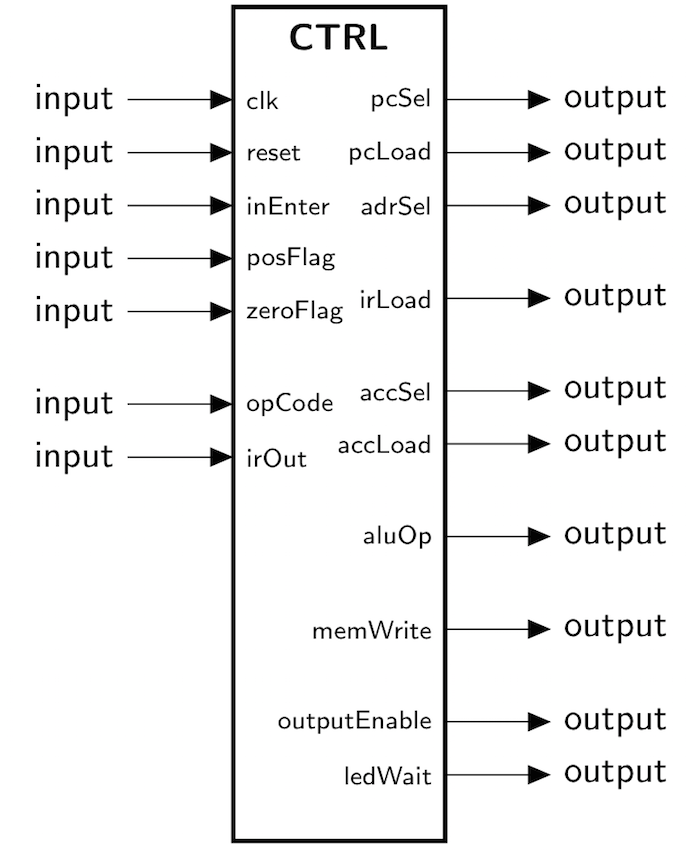 CTRL
input clk pcSel output
input reset pcLoad output
input inEnter adrSel output
input posFlag
input zeroFlag irLoad output
input opCode accSel output
input irOut accLoad output
aluOp output
memWrite output
outputEnable output
ledWait output